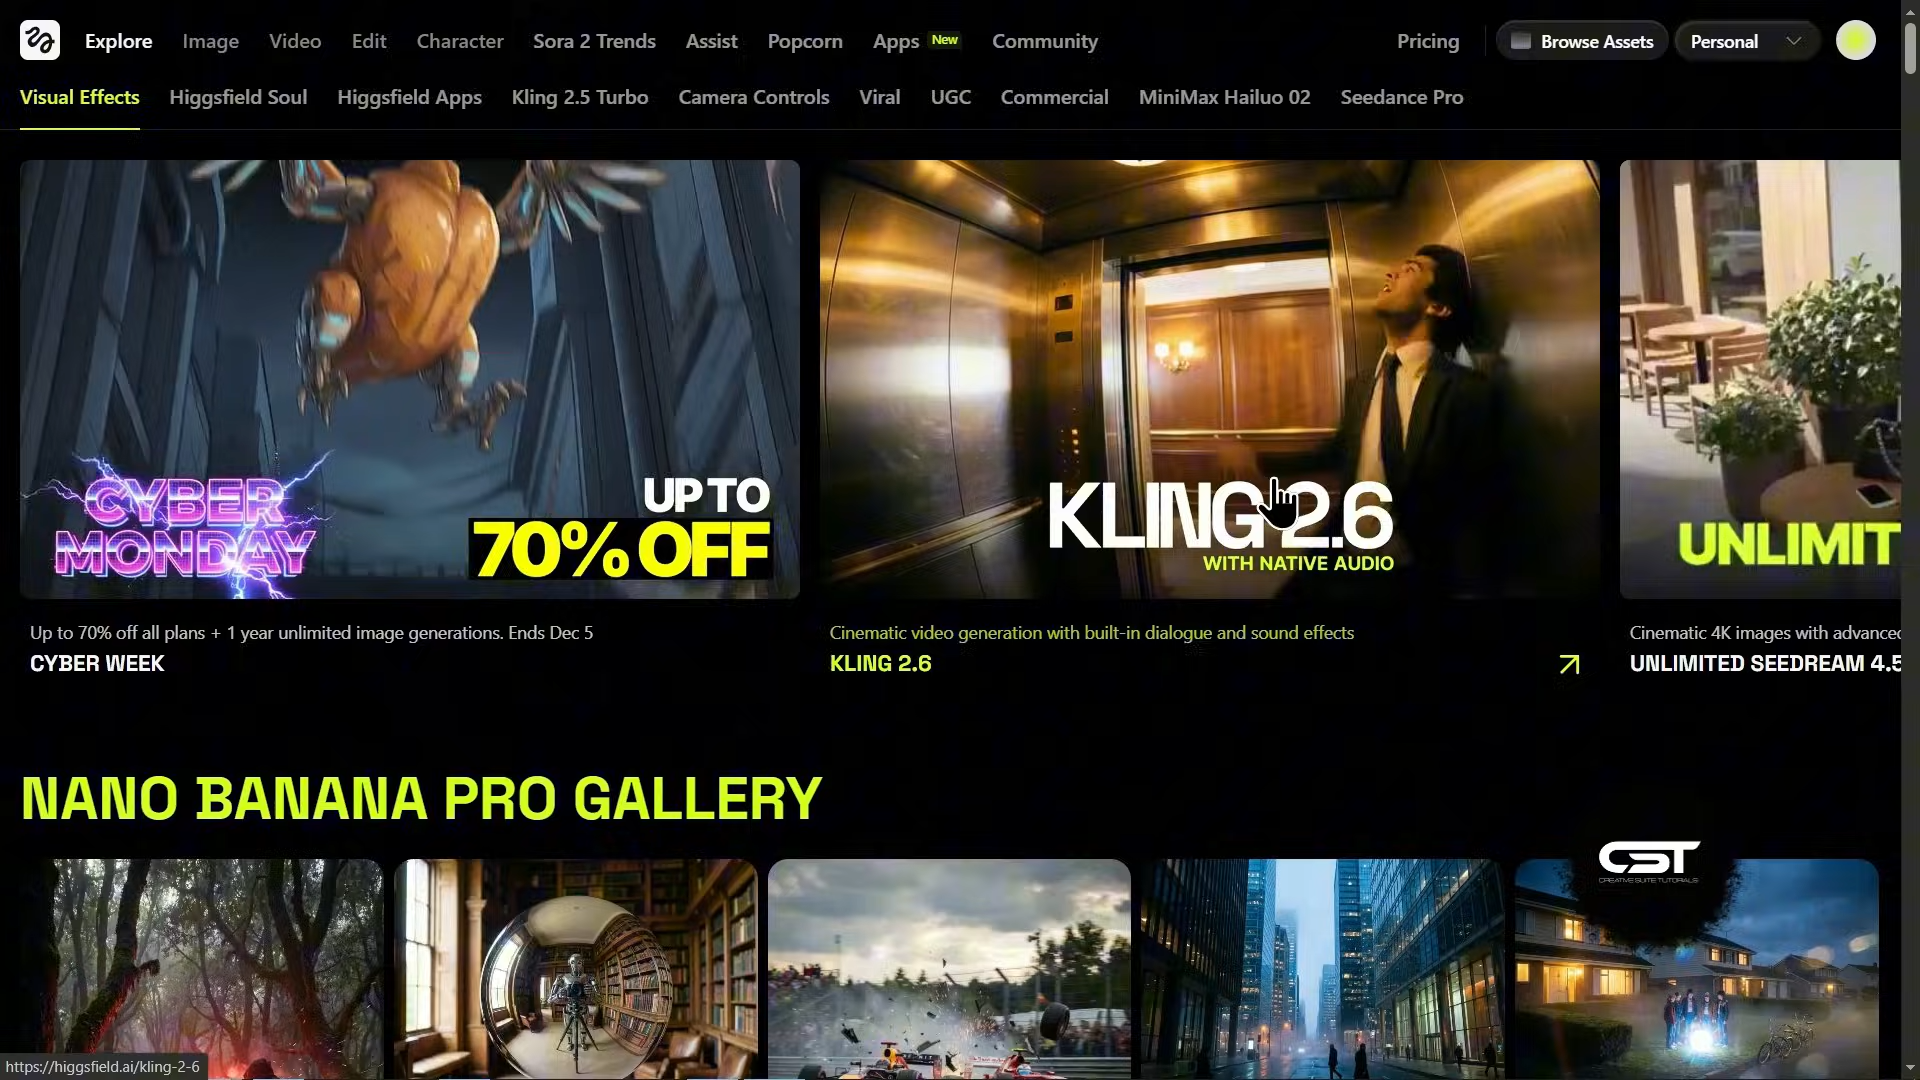 Explore Image Video Edit Character Sora 2 Trends Assist Popcorn Apps New Community Pricing Browse Assets Personal
Visual Effects Higgsfield Soul Higgsfield Apps Kling 2.5 Turbo Camera Controls Viral UGC Commercial MiniMax Hailuo 02 Seedance Pro
CYBER
MONDAY
UP TO
70% OFF
KLING 2.6
WITH NATIVE AUDIO
UNLIMIT
Up to 70% off all plans + 1 year unlimited image generations. Ends Dec 5
CYBER WEEK
Cinematic video generation with built-in dialogue and sound effects
KLING 2.6
Cinematic 4K images with advanced
UNLIMITED SEEDREAM 4.5
NANO BANANA PRO GALLERY
CST
CREATIVE SUITE TUTORIALS
https://higgsfield.ai/kling-2-6